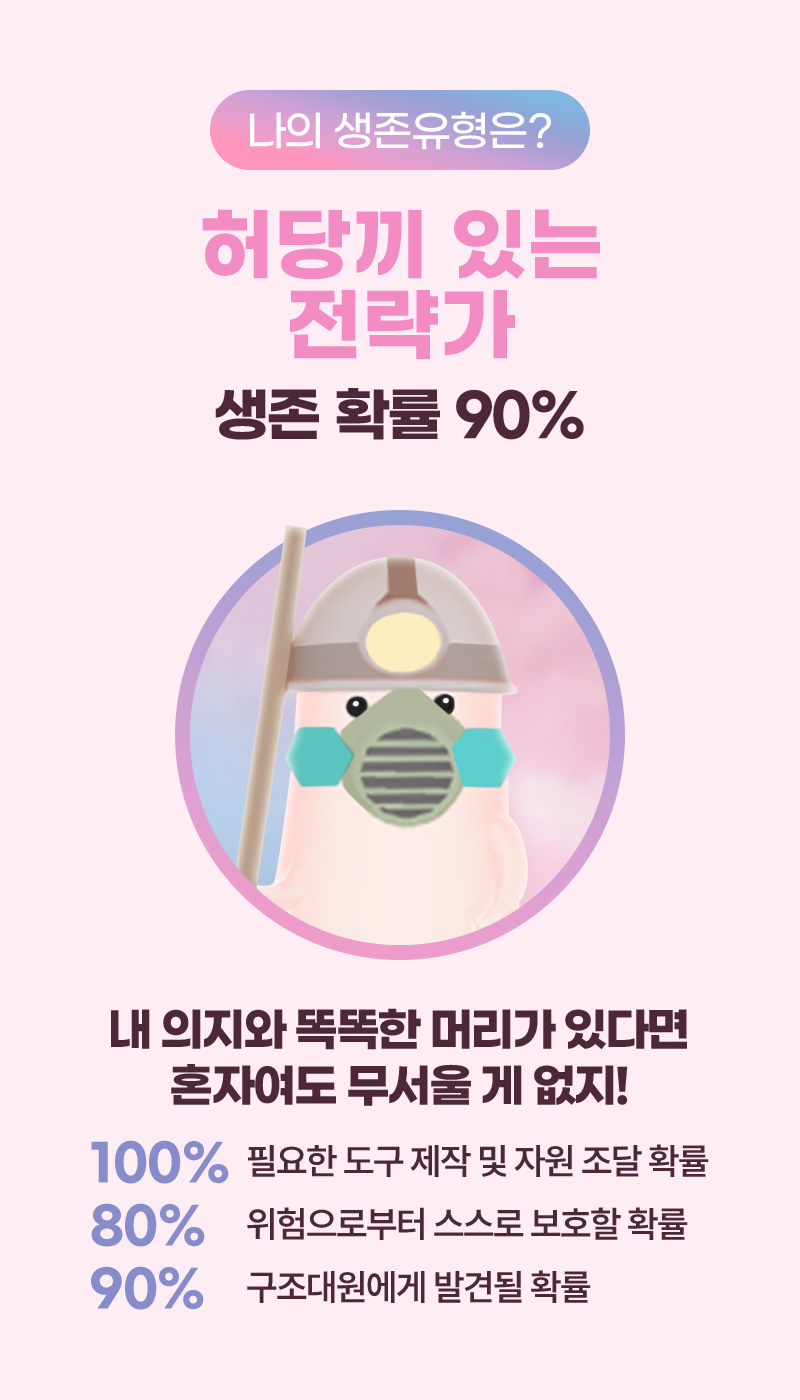 나의 생존유형은?
허당끼 있는
전략가
생존 확률 90%
내 의지와 똑똑한 머리가 있다면
혼자여도 무서울 게 없지!
100% 필요한 도구 제작 및 자원 조달 확률
80% 위험으로부터 스스로 보호할 확률
90% 구조대원에게 발견될 확률